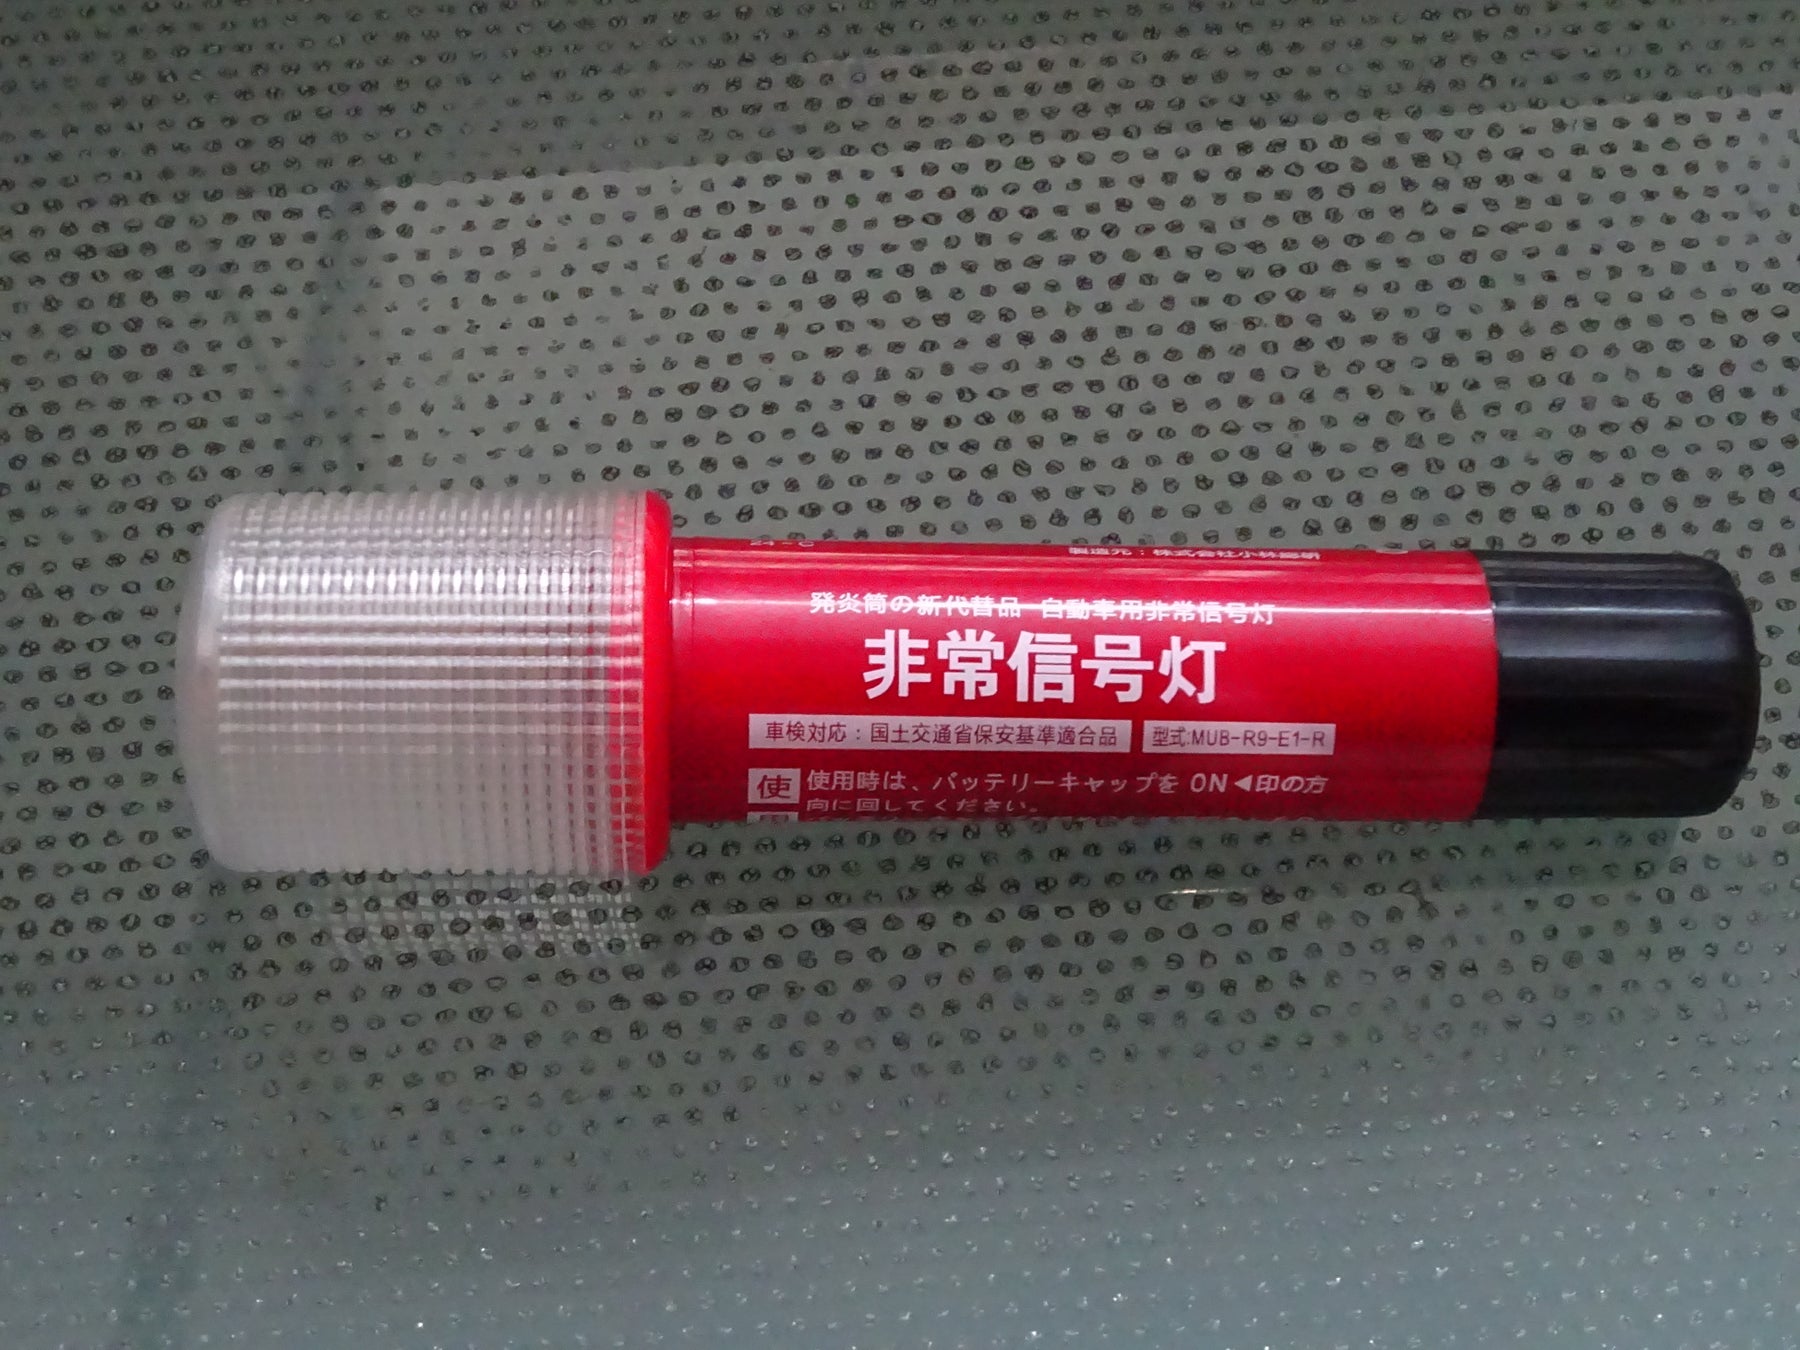 製造元：株式会社小林総研
発炎筒の新代替品 自動車用非常信号灯
非常信号灯
車検対応：国土交通省保安基準適合品 型式:MUB-R9-E1-R
使 使用時は、バッテリーキャップを ON◀印の方
向に回してください。